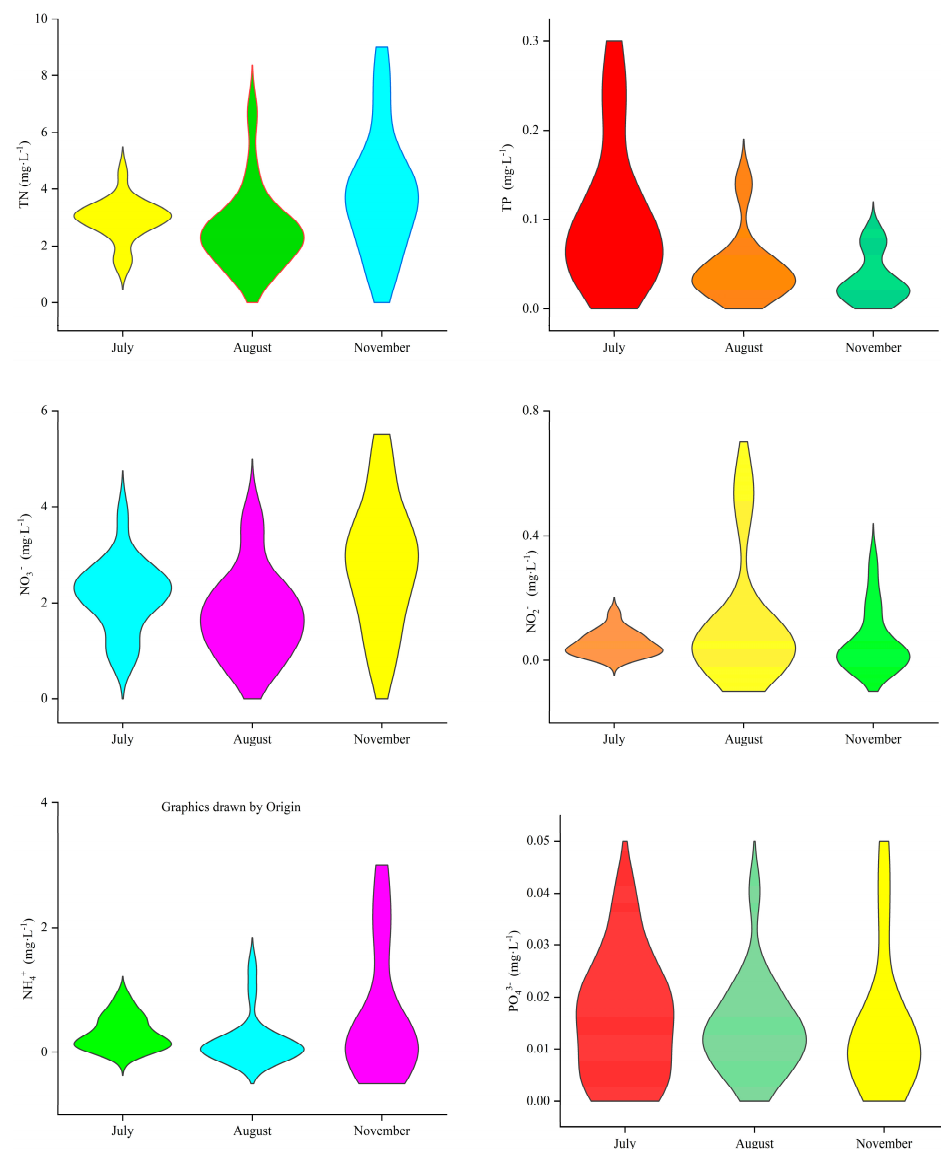 TN (mg·L⁻¹)
10
8
6
4
2
0
July August November
TP (mg·L⁻¹)
0.3
0.2
0.1
0.0
July August November
NO₃⁻ (mg·L⁻¹)
6
4
2
0
July August November
NO₂⁻ (mg·L⁻¹)
0.8
0.4
0.0
July August November
Graphics drawn by Origin
NH₄⁺ (mg·L⁻¹)
4
2
0
July August November
PO₄³⁻ (mg·L⁻¹)
0.05
0.04
0.03
0.02
0.01
0.00
July August November